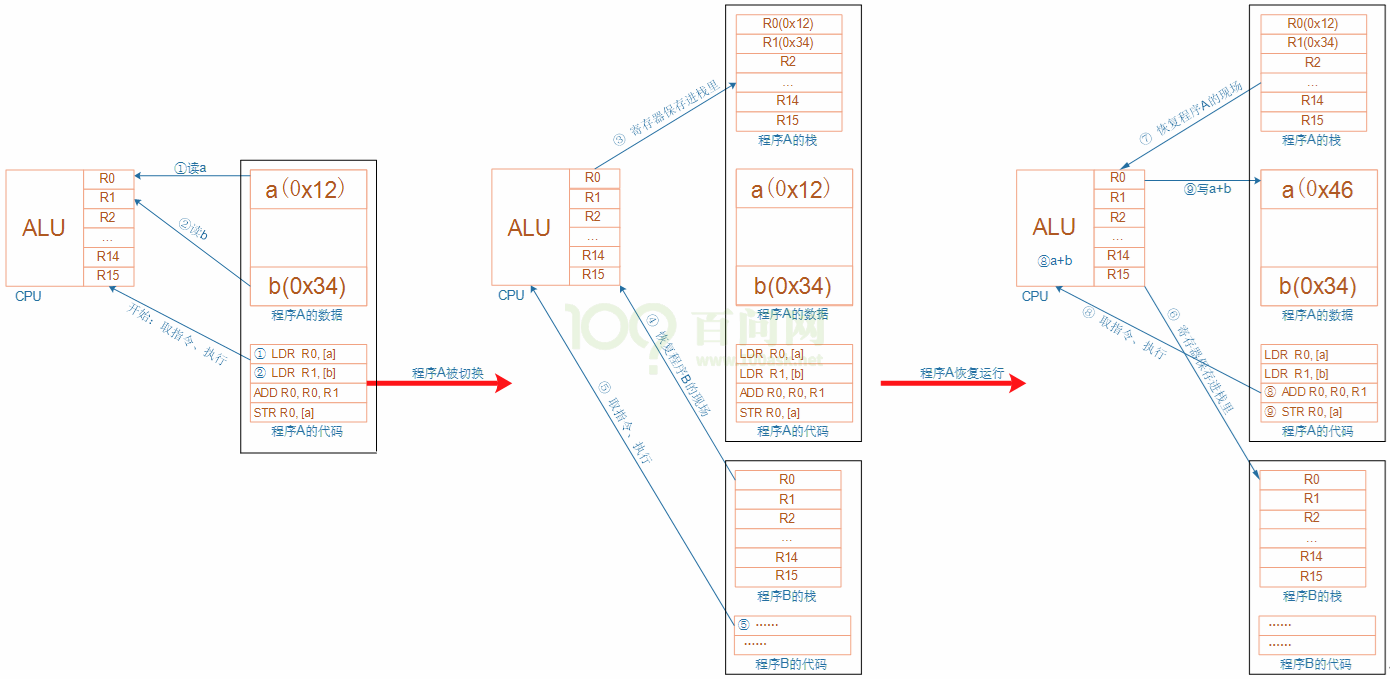 ALU
R0
R1
R2
...
R14
R15
CPU
①读a
②读b
开始：取指令、执行
a(0x12)
b(0x34)
程序A的数据
① LDR R0, [a]
② LDR R1, [b]
ADD R0, R0, R1
STR R0, [a]
程序A的代码
程序A被切换
ALU
R0
R1
R2
...
R14
R15
CPU
③ 寄存器保存进栈里
④ 恢复程序B的现场
⑤ 取指令、执行
R0(0x12)
R1(0x34)
R2
...
R14
R15
程序A的栈
a(0x12)
b(0x34)
程序A的数据
LDR R0, [a]
LDR R1, [b]
ADD R0, R0, R1
STR R0, [a]
程序A的代码
R0
R1
R2
...
R14
R15
程序B的栈
⑤ ······
······
程序B的代码
100? 百问网
www.100ask.net
程序A恢复运行
ALU
⑧a+b
R0
R1
R2
...
R14
R15
CPU
⑦ 恢复程序A的现场
⑨写a+b
⑥ 寄存器保存进栈里
⑧ 取指令、执行
R0(0x12)
R1(0x34)
R2
...
R14
R15
程序A的栈
a(0x46
b(0x34)
程序A的数据
LDR R0, [a]
LDR R1, [b]
⑧ ADD R0, R0, R1
⑨ STR R0, [a]
程序A的代码
R0
R1
R2
...
R14
R15
程序B的栈
······
······
程序B的代码